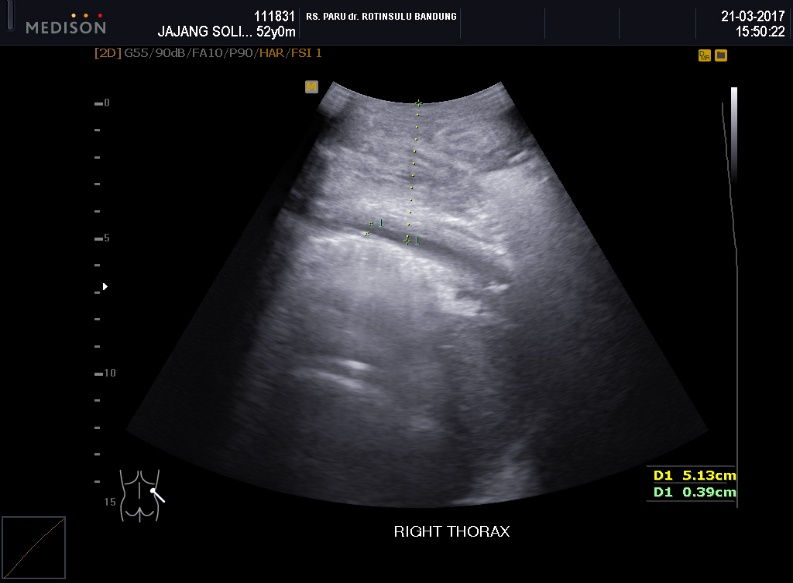 MEDISON
111831
JAJANG SOLI... 52y0m
RS. PARU dr. ROTINSULU BANDUNG
21-03-2017
15:50:22
[2D] G55/90dB/FA10/P90/HAR/FSI 1
M
0
5
10
15
1
1
D1 5.13cm
D1 0.39cm
RIGHT THORAX